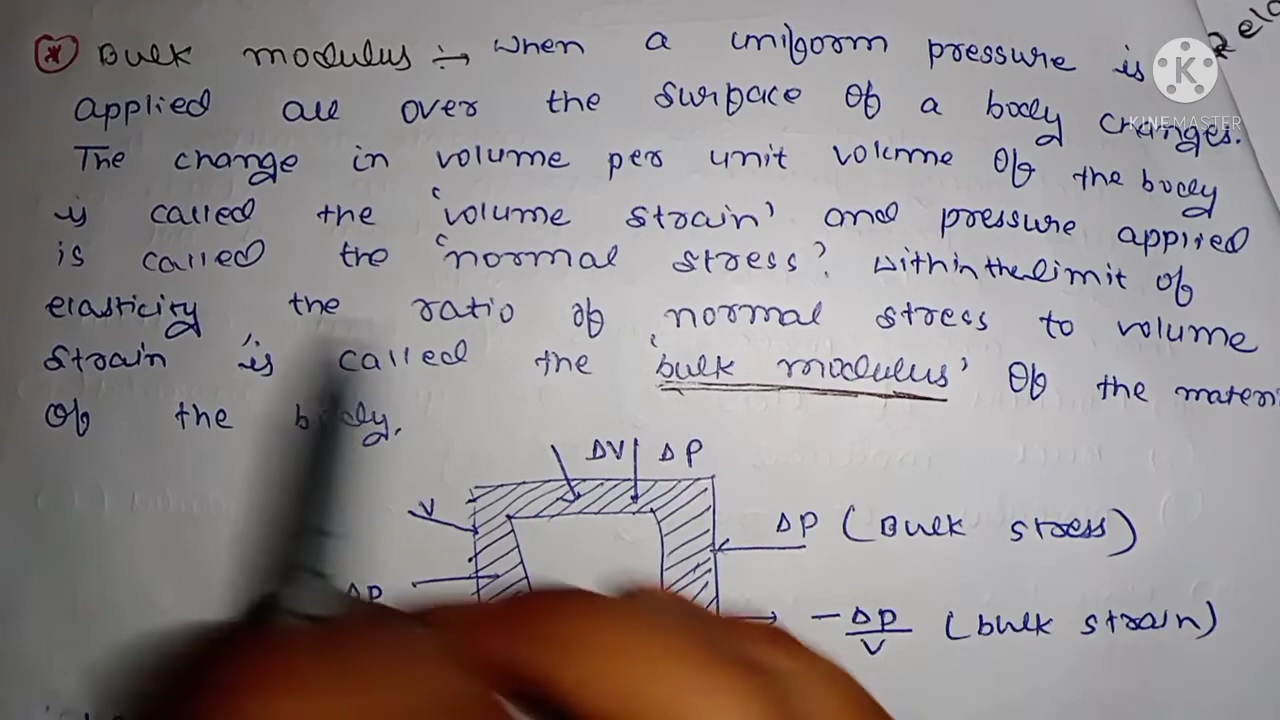 * Bulk modulus :→ when a uniform pressure is
applied all over the surface of a body changes.
The change in volume per unit volume of the body
is called the 'volume strain' and pressure applied
is called the 'normal stress'. within the limit of
elasticity the ratio of normal stress to volume
strain is called the 'bulk modulus' of the materi
of the body.
ΔV ΔP
V
ΔP (Bulk stress)
ΔP
-ΔP/V (bulk strain)
K
KINEMASTER